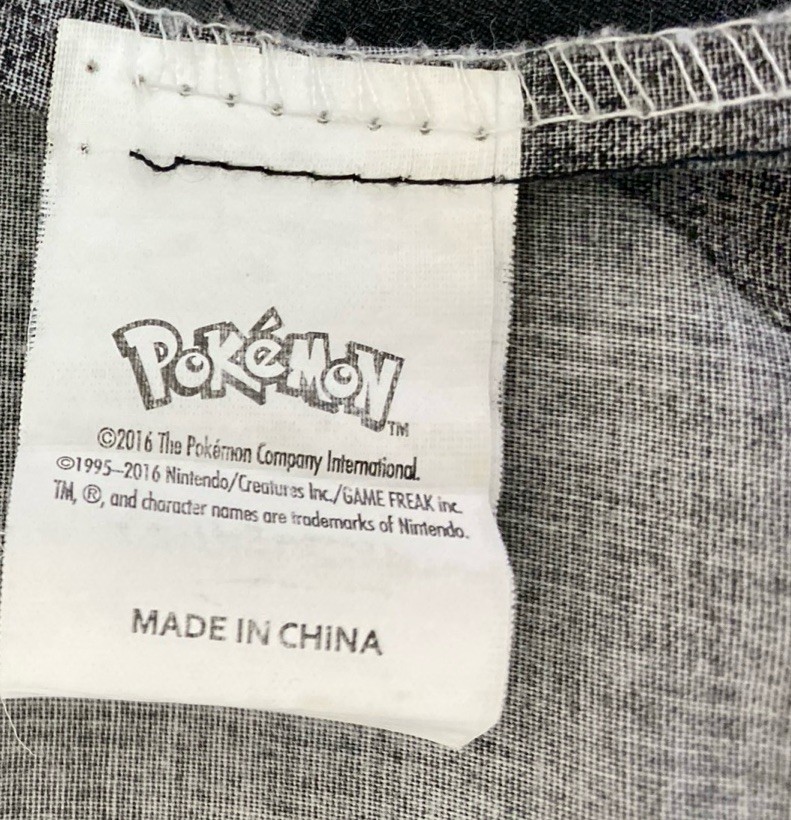 POKéMON
TM
©2016 The Pokémon Company International.
©1995–2016 Nintendo/Creatures Inc./GAME FREAK inc.
TM, ®, and character names are trademarks of Nintendo.
MADE IN CHINA